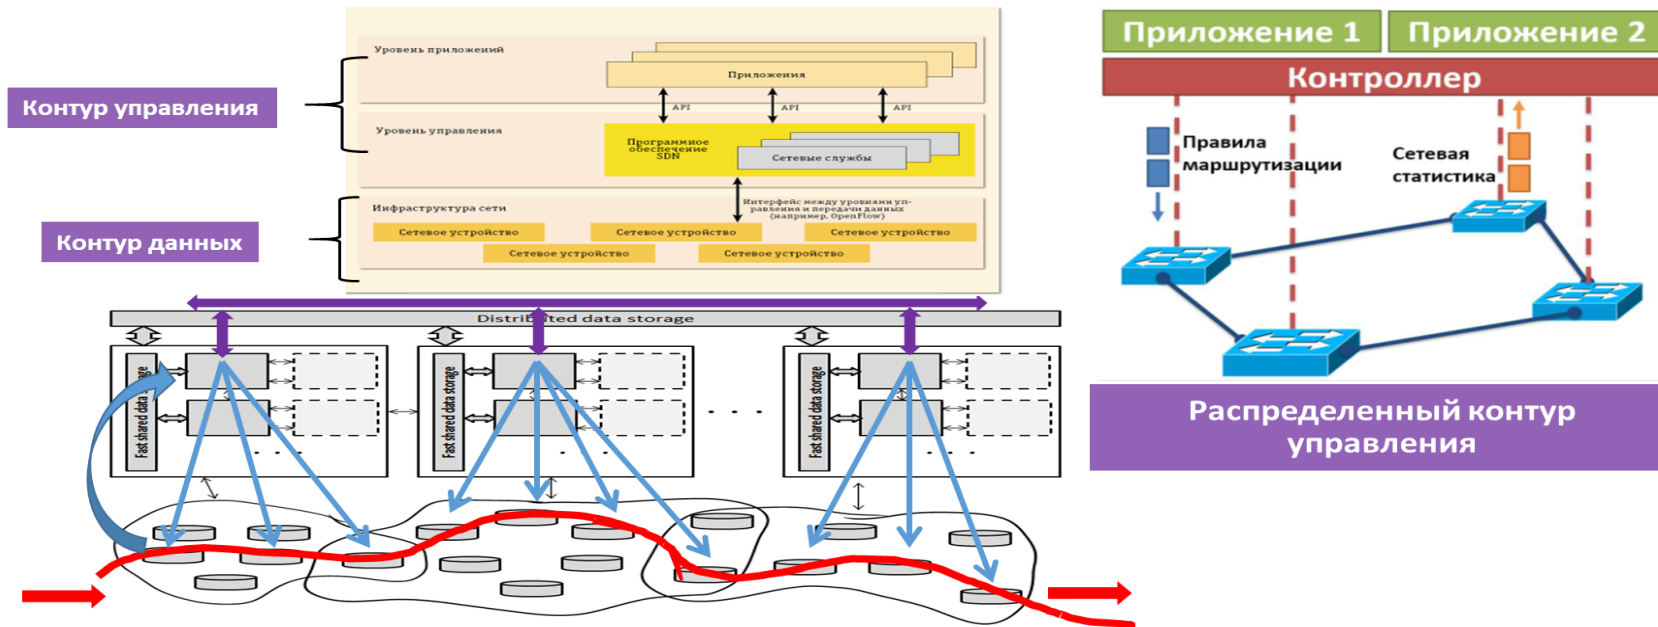 Контур управления
Контур данных
Уровень приложений
Приложения
API
API
API
Уровень управления
Программное
обеспечение
SDN
Сетевые службы
Интерфейс между уровнями уп-
равления и передачи данных
(например, OpenFlow)
Инфраструктура сети
Сетевое устройство
Сетевое устройство
Сетевое устройство
Сетевое устройство
Сетевое устройство
Distributed data storage
Fast shared data storage
Fast shared data storage
Fast shared data storage
Приложение 1
Приложение 2
Контроллер
Правила
маршрутизации
Сетевая
статистика
Распределенный контур
управления